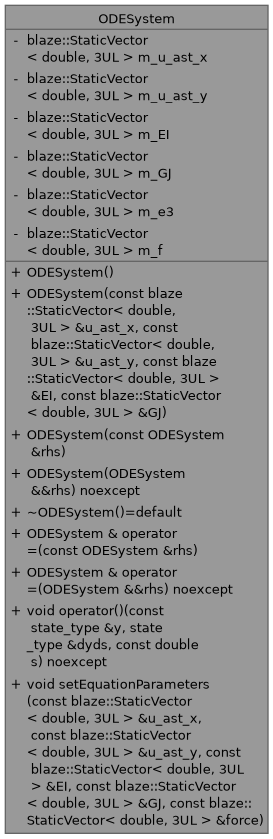 ODESystem
- blaze::StaticVector
< double, 3UL > m_u_ast_x
- blaze::StaticVector
< double, 3UL > m_u_ast_y
- blaze::StaticVector
< double, 3UL > m_EI
- blaze::StaticVector
< double, 3UL > m_GJ
- blaze::StaticVector
< double, 3UL > m_e3
- blaze::StaticVector
< double, 3UL > m_f
+ ODESystem()
+ ODESystem(const blaze
::StaticVector< double,
3UL > &u_ast_x, const
blaze::StaticVector< double,
3UL > &u_ast_y, const blaze
::StaticVector< double, 3UL >
&EI, const blaze::StaticVector
< double, 3UL > &GJ)
+ ODESystem(const ODESystem
&rhs)
+ ODESystem(ODESystem
&&rhs) noexcept
+ ~ODESystem()=default
+ ODESystem & operator
=(const ODESystem &rhs)
+ ODESystem & operator
=(ODESystem &&rhs) noexcept
+ void operator()(const
state_type &y, state
_type &dyds, const double
s) noexcept
+ void setEquationParameters
(const blaze::StaticVector
< double, 3UL > &u_ast_x,
const blaze::StaticVector
< double, 3UL > &u_ast_y, const
blaze::StaticVector< double, 3UL
> &EI, const blaze::StaticVector
< double, 3UL > &GJ, const blaze::
StaticVector< double, 3UL > &force)